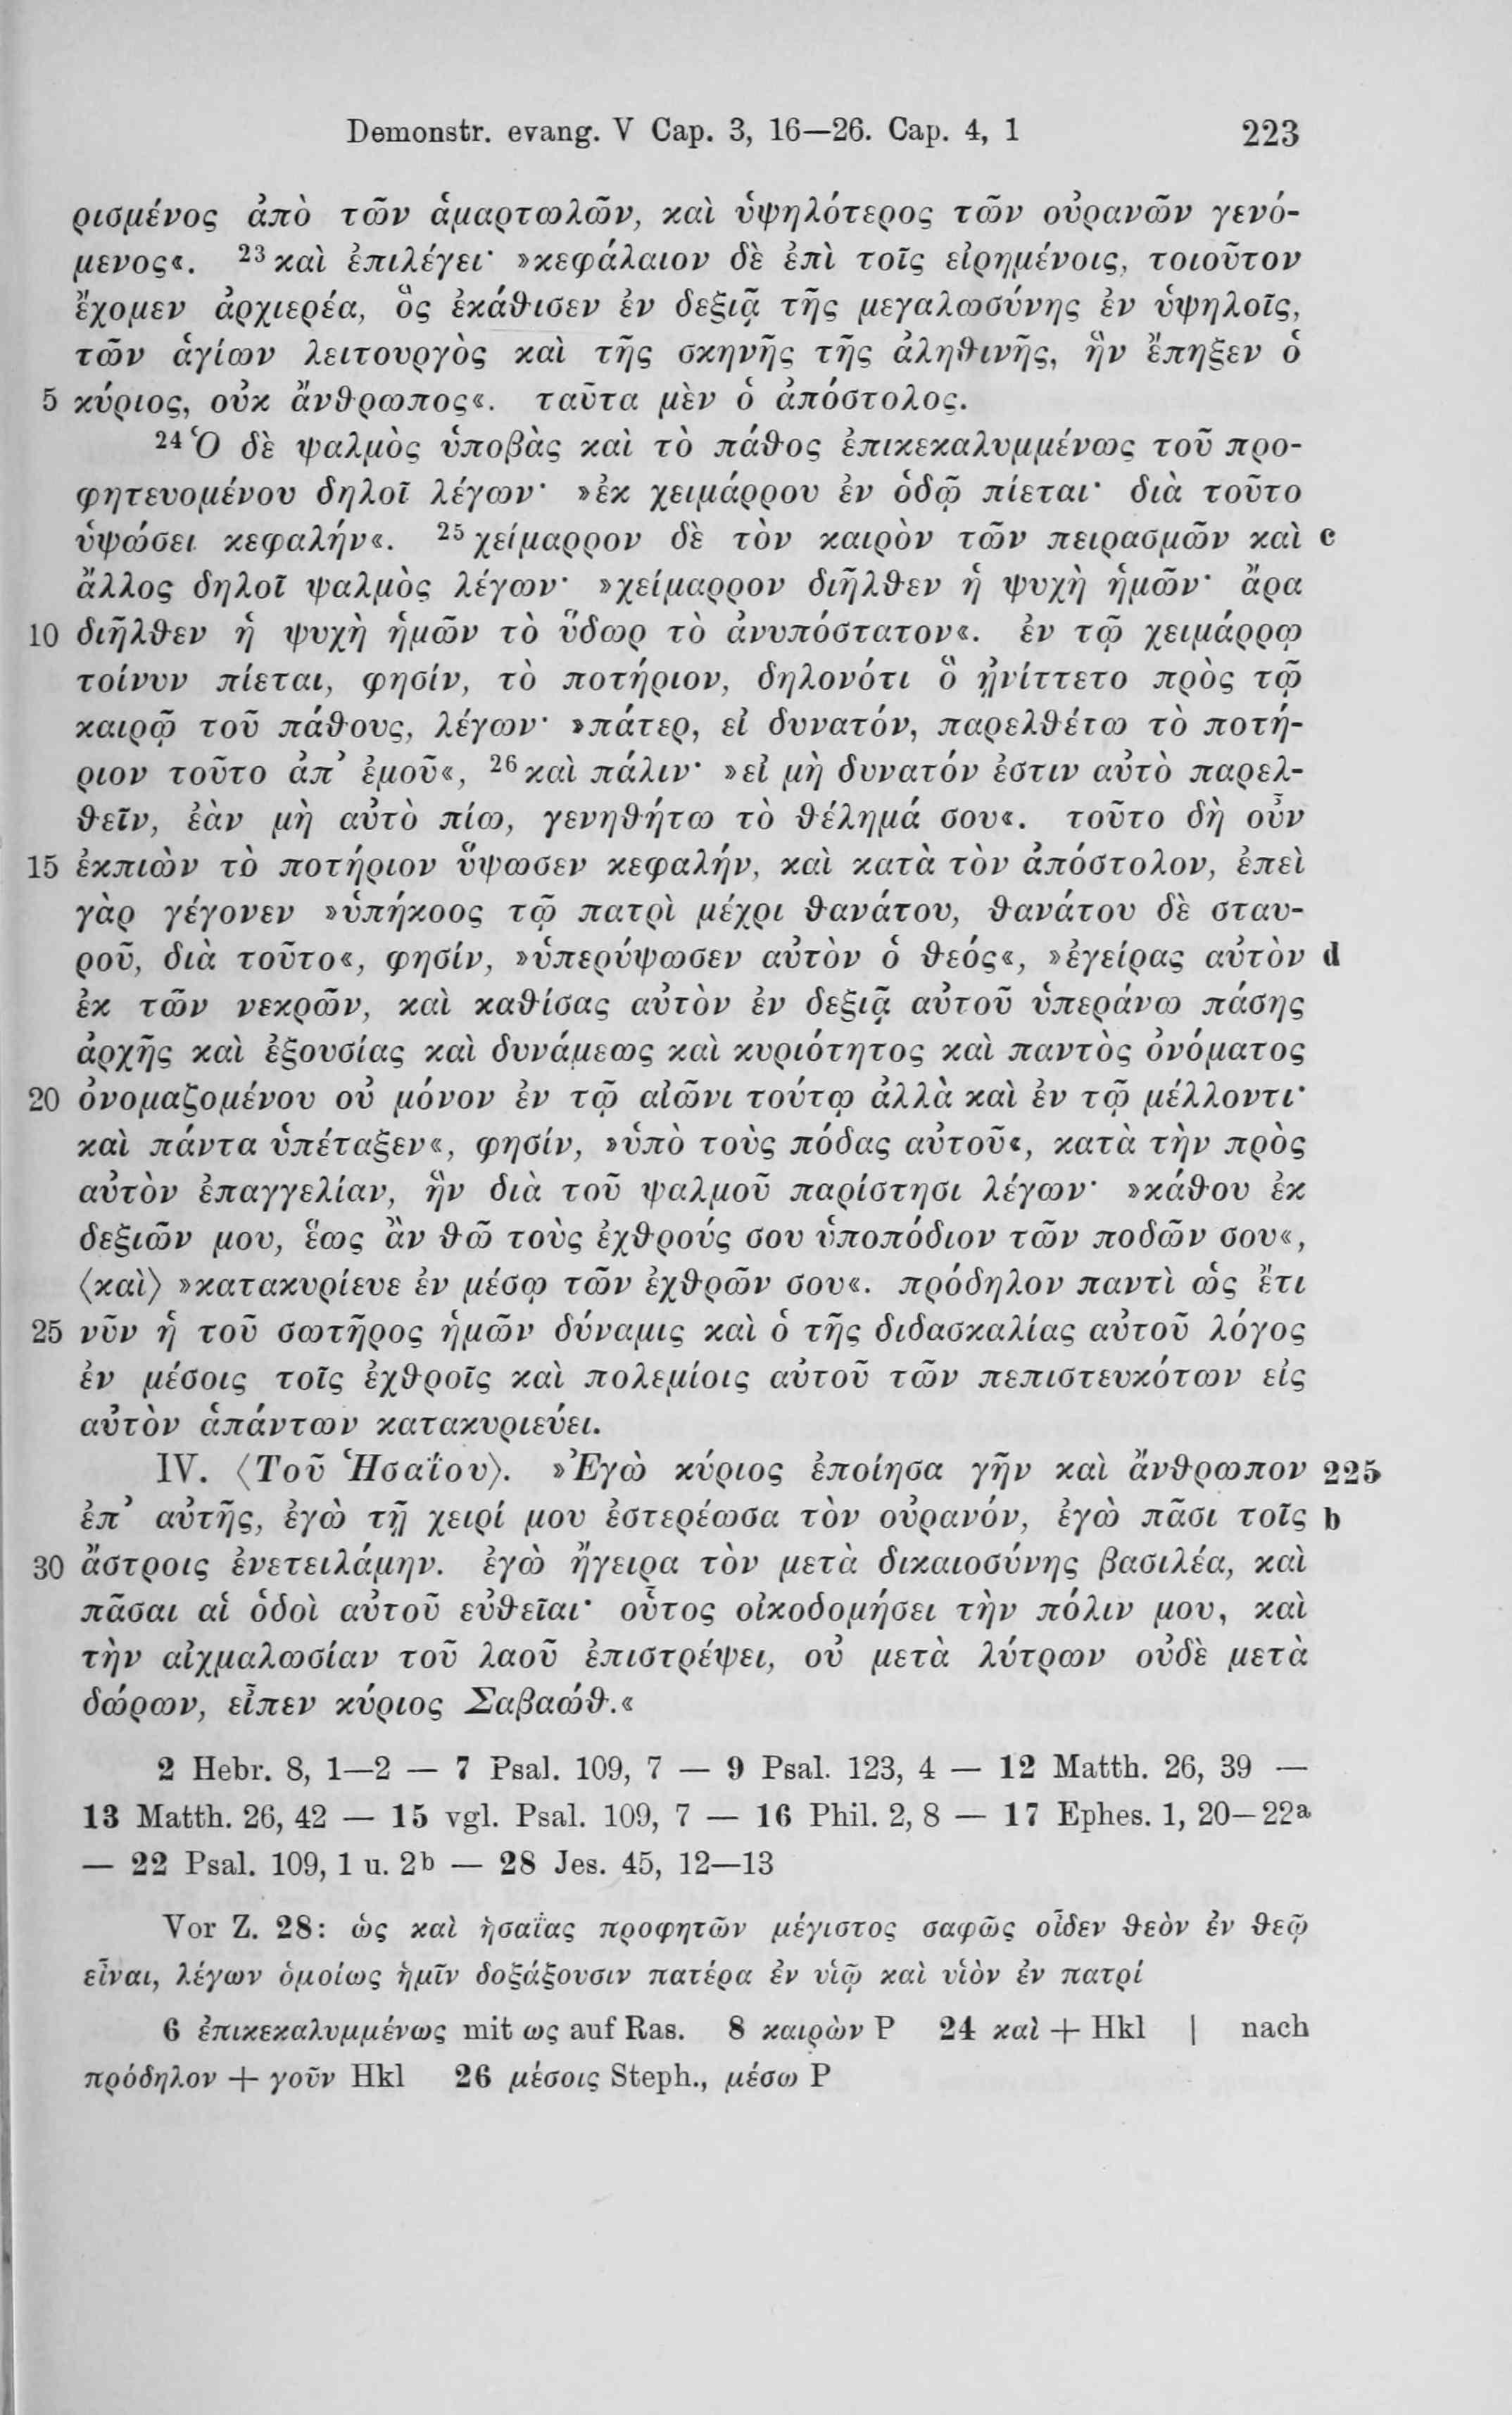 Demonstr. evang. V Cap. 3, 16—26. Cap. 4, 1 223
ρισμένος ἀπὸ τῶν ἁμαρτωλῶν, καὶ ὑψηλότερος τῶν οὐρανῶν γενό-
μενος«. 23 καὶ ἐπιλέγει· »κεφάλαιον δὲ ἐπὶ τοῖς εἰρημένοις, τοιοῦτον
ἔχομεν ἀρχιερέα, ὃς ἐκάθισεν ἐν δεξιᾷ τῆς μεγαλωσύνης ἐν ὑψηλοῖς,
τῶν ἁγίων λειτουργὸς καὶ τῆς σκηνῆς τῆς ἀληθινῆς, ἣν ἔπηξεν ὁ
5 κύριος, οὐκ ἄνθρωπος«. ταῦτα μὲν ὁ ἀπόστολος.
24 Ὁ δὲ ψαλμὸς ὑποβὰς καὶ τὸ πάθος ἐπικεκαλυμμένως τοῦ προ-
φητευομένου δηλοῖ λέγων· »ἐκ χειμάρρου ἐν ὁδῷ πίεται· διὰ τοῦτο
ὑψώσει κεφαλήν«. 25 χείμαρρον δὲ τὸν καιρὸν τῶν πειρασμῶν καὶ c
ἄλλος δηλοῖ ψαλμὸς λέγων· »χείμαρρον διῆλθεν ἡ ψυχὴ ἡμῶν· ἄρα
10 διῆλθεν ἡ ψυχὴ ἡμῶν τὸ ὕδωρ τὸ ἀνυπόστατον«. ἐν τῷ χειμάρρῳ
τοίνυν πίεται, φησίν, τὸ ποτήριον, δηλονότι ὃ ᾐνίττετο πρὸς τῷ
καιρῷ τοῦ πάθους, λέγων· »πάτερ, εἰ δυνατόν, παρελθέτω τὸ ποτή-
ριον τοῦτο ἀπ’ ἐμοῦ«, 26 καὶ πάλιν· »εἰ μὴ δυνατόν ἐστιν αὐτὸ παρελ-
θεῖν, ἐὰν μὴ αὐτὸ πίω, γενηθήτω τὸ θέλημά σου«. τοῦτο δὴ οὖν
15 ἐκπιὼν τὸ ποτήριον ὕψωσεν κεφαλήν, καὶ κατὰ τὸν ἀπόστολον, ἐπεὶ
γὰρ γέγονεν »ὑπήκοος τῷ πατρὶ μέχρι θανάτου, θανάτου δὲ σταυ-
ροῦ, διὰ τοῦτο«, φησίν, »ὑπερύψωσεν αὐτὸν ὁ θεός«, »ἐγείρας αὐτὸν d
ἐκ τῶν νεκρῶν, καὶ καθίσας αὐτὸν ἐν δεξιᾷ αὐτοῦ ὑπεράνω πάσης
ἀρχῆς καὶ ἐξουσίας καὶ δυνάμεως καὶ κυριότητος καὶ παντὸς ὀνόματος
20 ὀνομαζομένου οὐ μόνον ἐν τῷ αἰῶνι τούτῳ ἀλλὰ καὶ ἐν τῷ μέλλοντι·
καὶ πάντα ὑπέταξεν«, φησίν, »ὑπὸ τοὺς πόδας αὐτοῦ«, κατὰ τὴν πρὸς
αὐτὸν ἐπαγγελίαν, ἣν διὰ τοῦ ψαλμοῦ παρίστησι λέγων· »κάθου ἐκ
δεξιῶν μου, ἕως ἂν θῶ τοὺς ἐχθρούς σου ὑποπόδιον τῶν ποδῶν σου«,
⟨καὶ⟩ »κατακυρίευε ἐν μέσῳ τῶν ἐχθρῶν σου«. πρόδηλον παντὶ ὡς ἔτι
25 νῦν ἡ τοῦ σωτῆρος ἡμῶν δύναμις καὶ ὁ τῆς διδασκαλίας αὐτοῦ λόγος
ἐν μέσοις τοῖς ἐχθροῖς καὶ πολεμίοις αὐτοῦ τῶν πεπιστευκότων εἰς
αὐτὸν ἁπάντων κατακυριεύει.
IV. ⟨Τοῦ Ἡσαΐου⟩. »Ἐγὼ κύριος ἐποίησα γῆν καὶ ἄνθρωπον 225
ἐπ’ αὐτῆς, ἐγὼ τῇ χειρί μου ἐστερέωσα τὸν οὐρανόν, ἐγὼ πᾶσι τοῖς b
30 ἄστροις ἐνετειλάμην. ἐγὼ ἤγειρα τὸν μετὰ δικαιοσύνης βασιλέα, καὶ
πᾶσαι αἱ ὁδοὶ αὐτοῦ εὐθεῖαι· οὗτος οἰκοδομήσει τὴν πόλιν μου, καὶ
τὴν αἰχμαλωσίαν τοῦ λαοῦ ἐπιστρέψει, οὐ μετὰ λύτρων οὐδὲ μετὰ
δώρων, εἶπεν κύριος Σαβαώθ.«
2 Hebr. 8, 1—2 — 7 Psal. 109, 7 — 9 Psal. 123, 4 — 12 Matth. 26, 39 —
13 Matth. 26, 42 — 15 vgl. Psal. 109, 7 — 16 Phil. 2, 8 — 17 Ephes. 1, 20—22a
— 22 Psal. 109, 1 u. 2b — 28 Jes. 45, 12—13
Vor Z. 28: ὡς καὶ ἡσαΐας προφητῶν μέγιστος σαφῶς οἶδεν θεὸν ἐν θεῷ
εἶναι, λέγων ὁμοίως ἡμῖν δοξάξουσιν πατέρα ἐν υἱῷ καὶ υἱὸν ἐν πατρί
6 ἐπικεκαλυμμένως mit ως auf Ras. 8 καιρὼν P 24 καὶ + Hkl | nach
πρόδηλον + γοῦν Hkl 26 μέσοις Steph., μέσω P